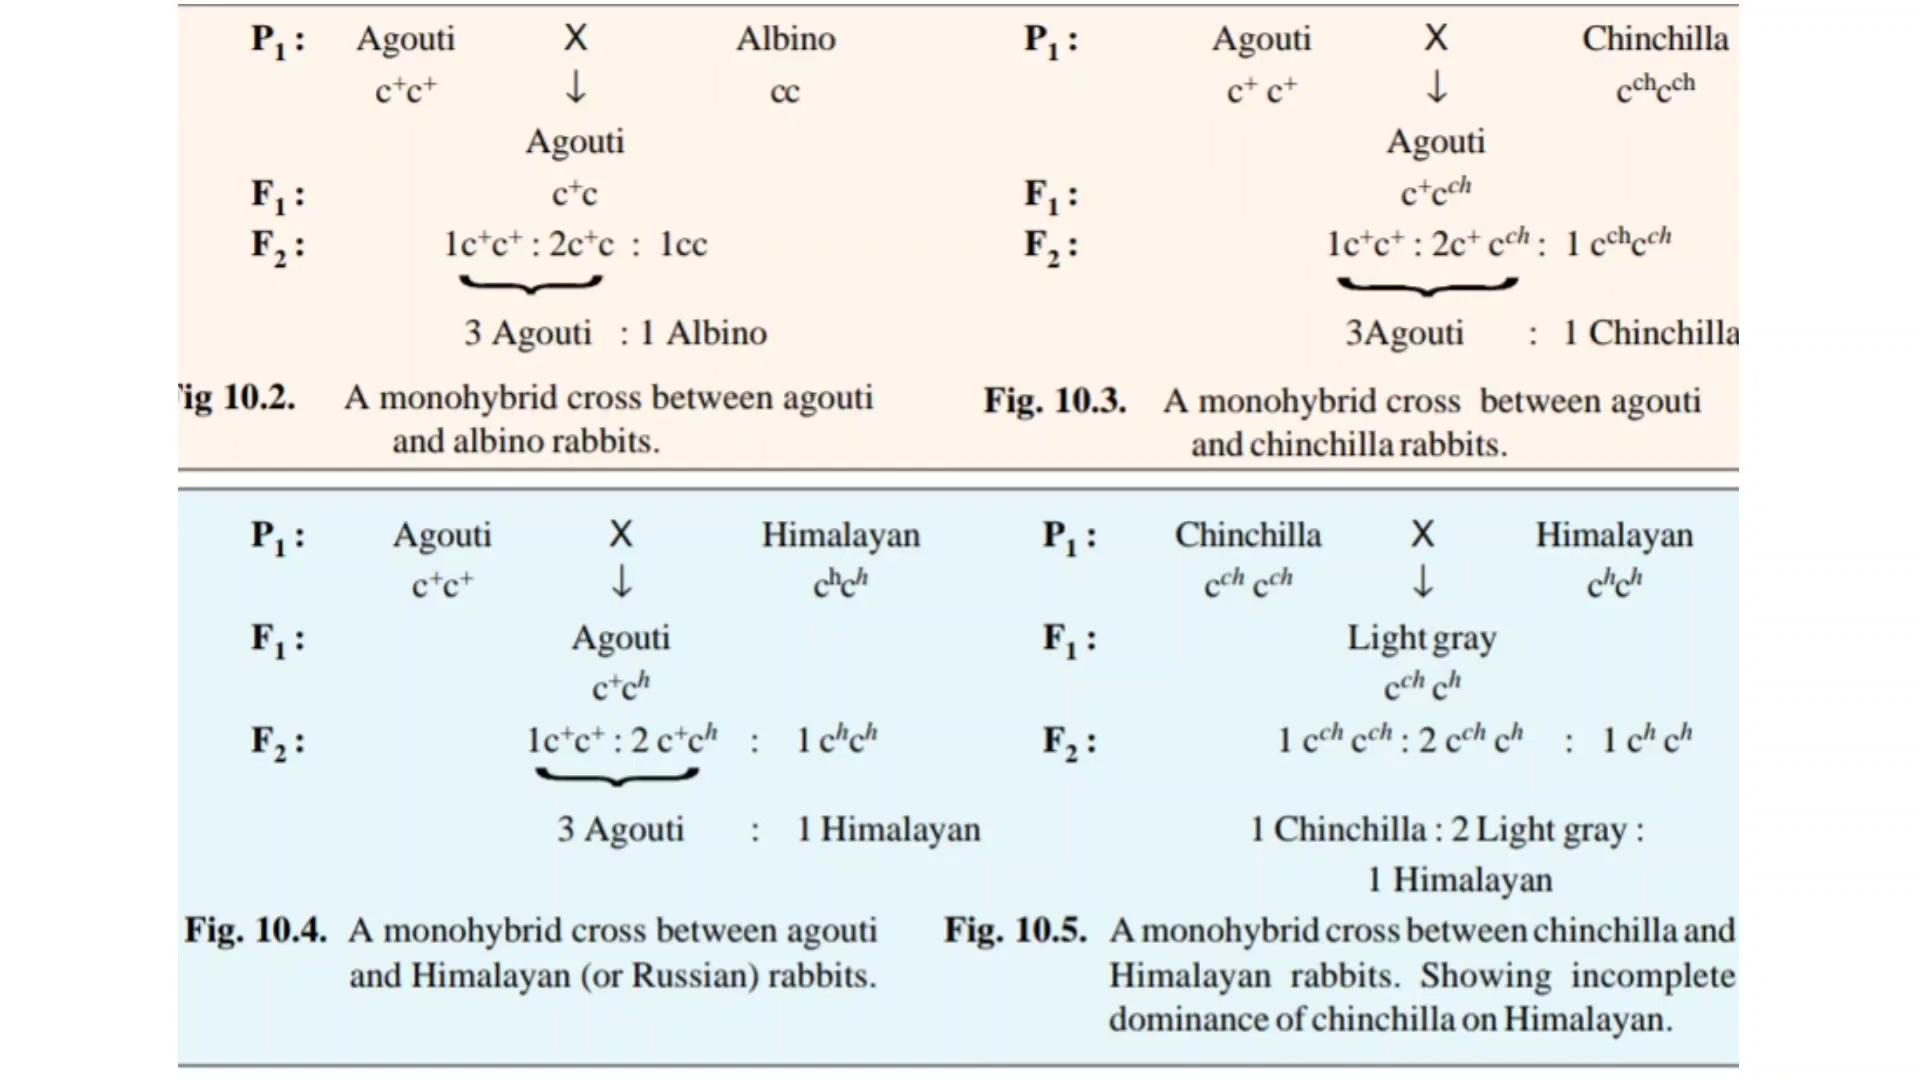 P₁ : Agouti X Albino
c⁺c⁺ ↓ cc
Agouti
F₁ : c⁺c
F₂ : 1c⁺c⁺ : 2c⁺c : 1cc
3 Agouti : 1 Albino
ig 10.2. A monohybrid cross between agouti
and albino rabbits.
P₁ : Agouti X Chinchilla
c⁺ c⁺ ↓ cᶜʰcᶜʰ
Agouti
F₁ : c⁺cᶜʰ
F₂ : 1c⁺c⁺ : 2c⁺ cᶜʰ : 1 cᶜʰcᶜʰ
3Agouti : 1 Chinchilla
Fig. 10.3. A monohybrid cross between agouti
and chinchilla rabbits.
P₁ : Agouti X Himalayan
c⁺c⁺ ↓ cʰcʰ
F₁ : Agouti
c⁺cʰ
F₂ : 1c⁺c⁺ : 2 c⁺cʰ : 1 cʰcʰ
3 Agouti : 1 Himalayan
Fig. 10.4. A monohybrid cross between agouti
and Himalayan (or Russian) rabbits.
P₁ : Chinchilla X Himalayan
cᶜʰ cᶜʰ ↓ cʰcʰ
F₁ : Light gray
cᶜʰ cʰ
F₂ : 1 cᶜʰ cᶜʰ : 2 cᶜʰ cʰ : 1 cʰ cʰ
1 Chinchilla : 2 Light gray :
1 Himalayan
Fig. 10.5. A monohybrid cross between chinchilla and
Himalayan rabbits. Showing incomplete
dominance of chinchilla on Himalayan.